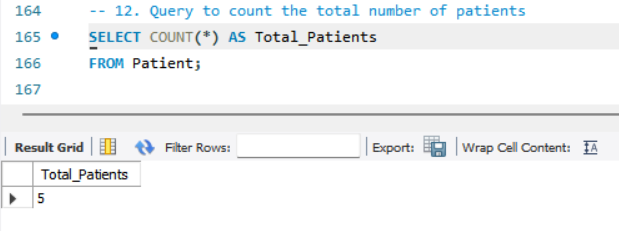 164 -- 12. Query to count the total number of patients
165 SELECT COUNT(*) AS Total_Patients
166 FROM Patient;
167
Result Grid Filter Rows: Export: Wrap Cell Content: IA
Total_Patients
5